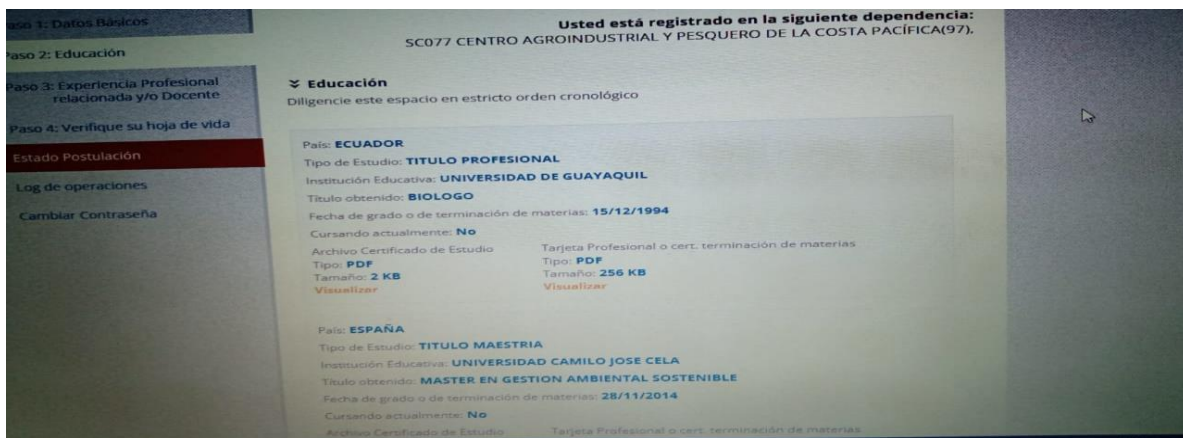 Paso 1: Datos Básicos
Paso 2: Educación
Paso 3: Experiencia Profesional
relacionada y/o Docente
Paso 4: Verifique su hoja de vida
Estado Postulación
Log de operaciones
Cambiar Contraseña
Usted está registrado en la siguiente dependencia:
SC077 CENTRO AGROINDUSTRIAL Y PESQUERO DE LA COSTA PACÍFICA(97).
Educación
Diligencie este espacio en estricto orden cronológico
País: ECUADOR
Tipo de Estudio: TITULO PROFESIONAL
Institución Educativa: UNIVERSIDAD DE GUAYAQUIL
Título obtenido: BIOLOGO
Fecha de grado o de terminación de materias: 15/12/1994
Cursando actualmente: No
Archivo Certificado de Estudio
Tipo: PDF
Tamaño: 2 KB
Visualizar
Tarjeta Profesional o cert. terminación de materias
Tipo: PDF
Tamaño: 256 KB
Visualizar
País: ESPAÑA
Tipo de Estudio: TITULO MAESTRIA
Institución Educativa: UNIVERSIDAD CAMILO JOSE CELA
Título obtenido: MASTER EN GESTION AMBIENTAL SOSTENIBLE
Fecha de grado o de terminación de materias: 28/11/2014
Cursando actualmente: No
Archivo Certificado de Estudio
Tarjeta Profesional o cert. terminación de materias